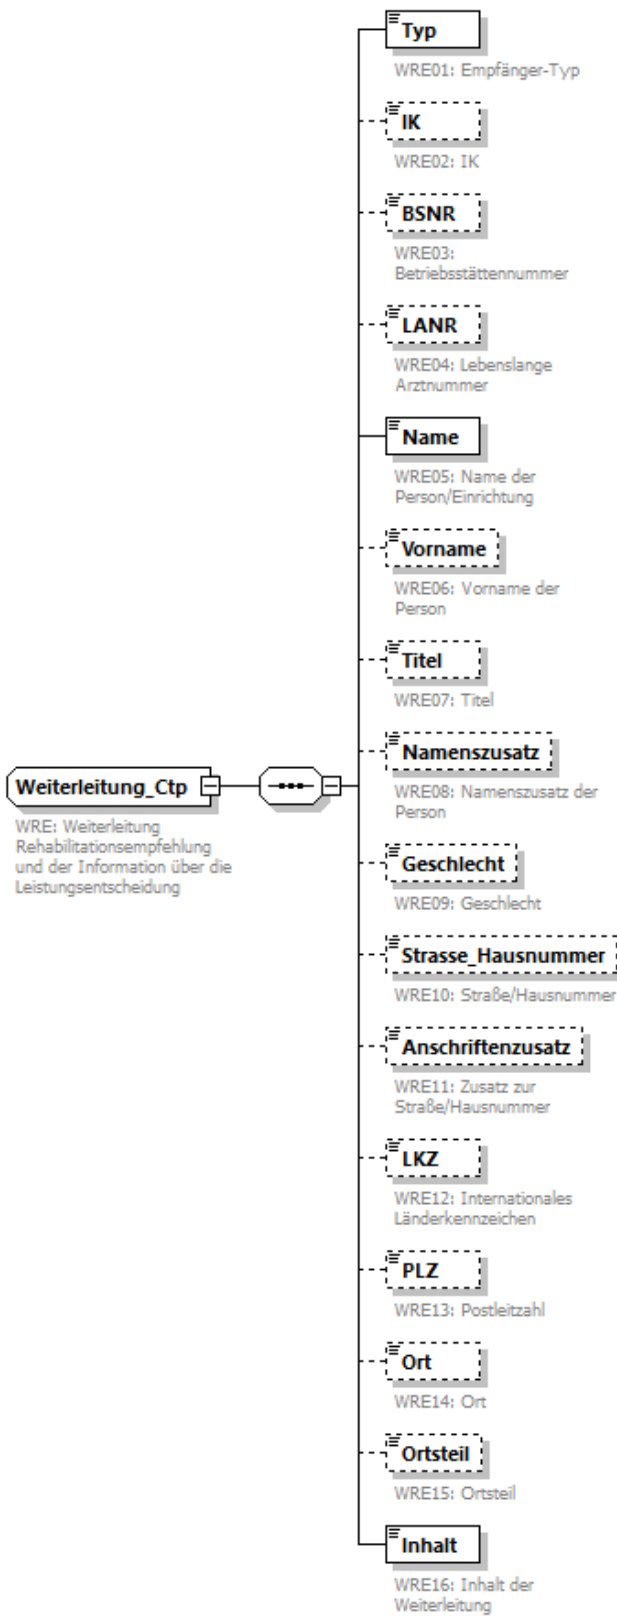 Typ
WRE01: Empfänger-Typ
IK
WRE02: IK
BSNR
WRE03:
Betriebsstättennummer
LANR
WRE04: Lebenslange
Arztnummer
Name
WRE05: Name der
Person/Einrichtung
Vorname
WRE06: Vorname der
Person
Titel
WRE07: Titel
Namenszusatz
WRE08: Namenszusatz der
Person
Weiterleitung_Ctp
WRE: Weiterleitung
Rehabilitationsempfehlung
und der Information über die
Leistungsentscheidung
Geschlecht
WRE09: Geschlecht
Strasse_Hausnummer
WRE10: Straße/Hausnummer
Anschriftenzusatz
WRE11: Zusatz zur
Straße/Hausnummer
LKZ
WRE12: Internationales
Länderkennzeichen
PLZ
WRE13: Postleitzahl
Ort
WRE14: Ort
Ortsteil
WRE15: Ortsteil
Inhalt
WRE16: Inhalt der
Weiterleitung